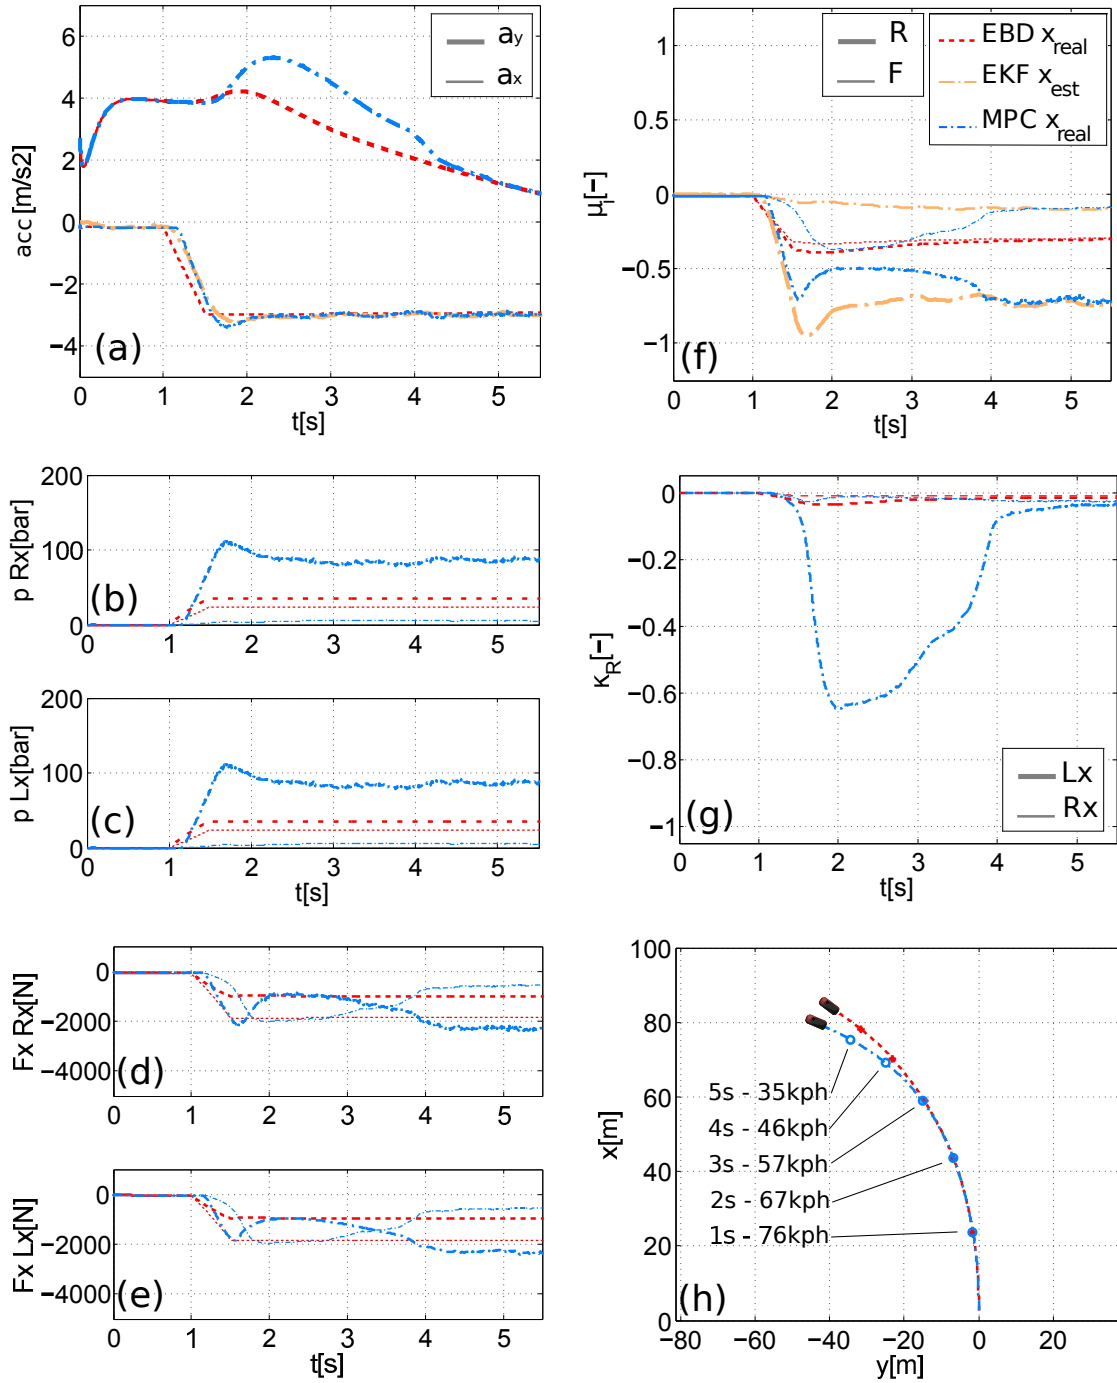 6
4
2
0
−2
−4
acc [m/s2]
a y
a x
(a)
0
1
2
3
4
5
t[s]
1
0.5
0
−0.5
−1
μi[−]
R
F
EBD xreal
EKF xest
MPC xreal
(f)
0
1
2
3
4
5
t[s]
200
100
0
p Rx[bar]
(b)
0
1
2
3
4
5
200
100
0
p Lx[bar]
(c)
0
1
2
3
4
5
t[s]
0
−0.2
−0.4
−0.6
−0.8
−1
κR[−]
Lx
Rx
(g)
0
1
2
3
4
5
t[s]
0
−2000
−4000
Fx Rx[N]
(d)
0
1
2
3
4
5
0
−2000
−4000
Fx Lx[N]
(e)
0
1
2
3
4
5
t[s]
100
80
60
40
20
0
x[m]
5s - 35kph
4s - 46kph
3s - 57kph
2s - 67kph
1s - 76kph
(h)
−80
−60
−40
−20
0
20
y[m]